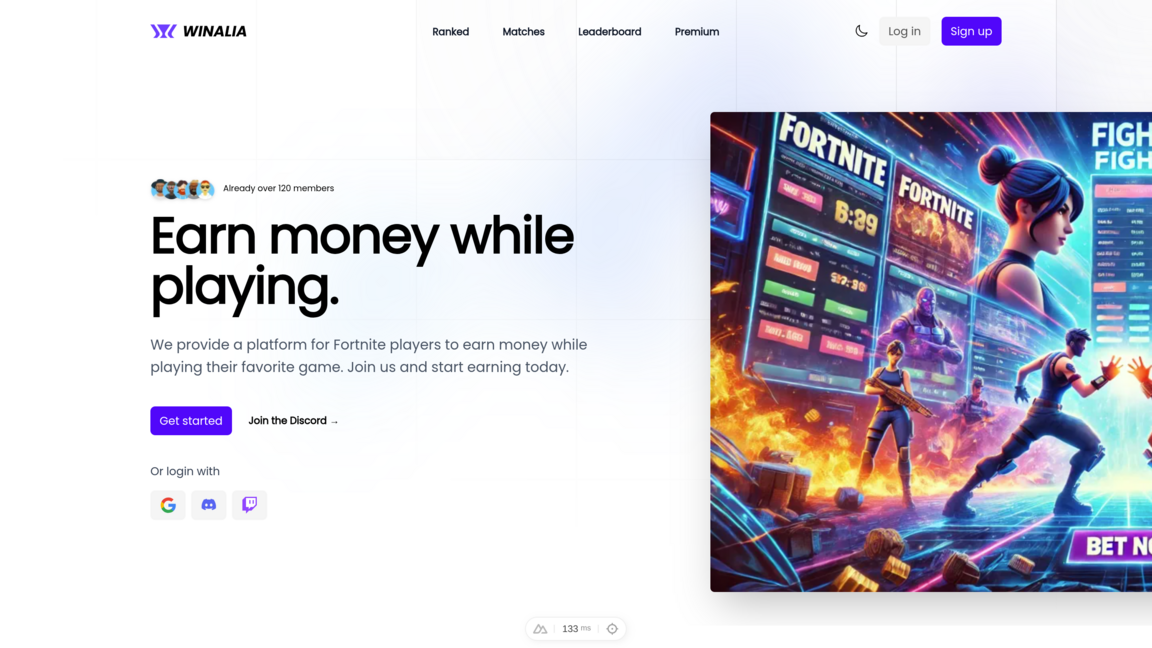 WINALIA
Ranked
Matches
Leaderboard
Premium
Log in
Sign up
Already over 120 members
Earn money while
playing.
We provide a platform for Fortnite players to earn money while
playing their favorite game. Join us and start earning today.
Get started
Join the Discord →
Or login with
FORTNITE
FORTNITE
6:89
FIGH
FIGH
BET NO
133 ms